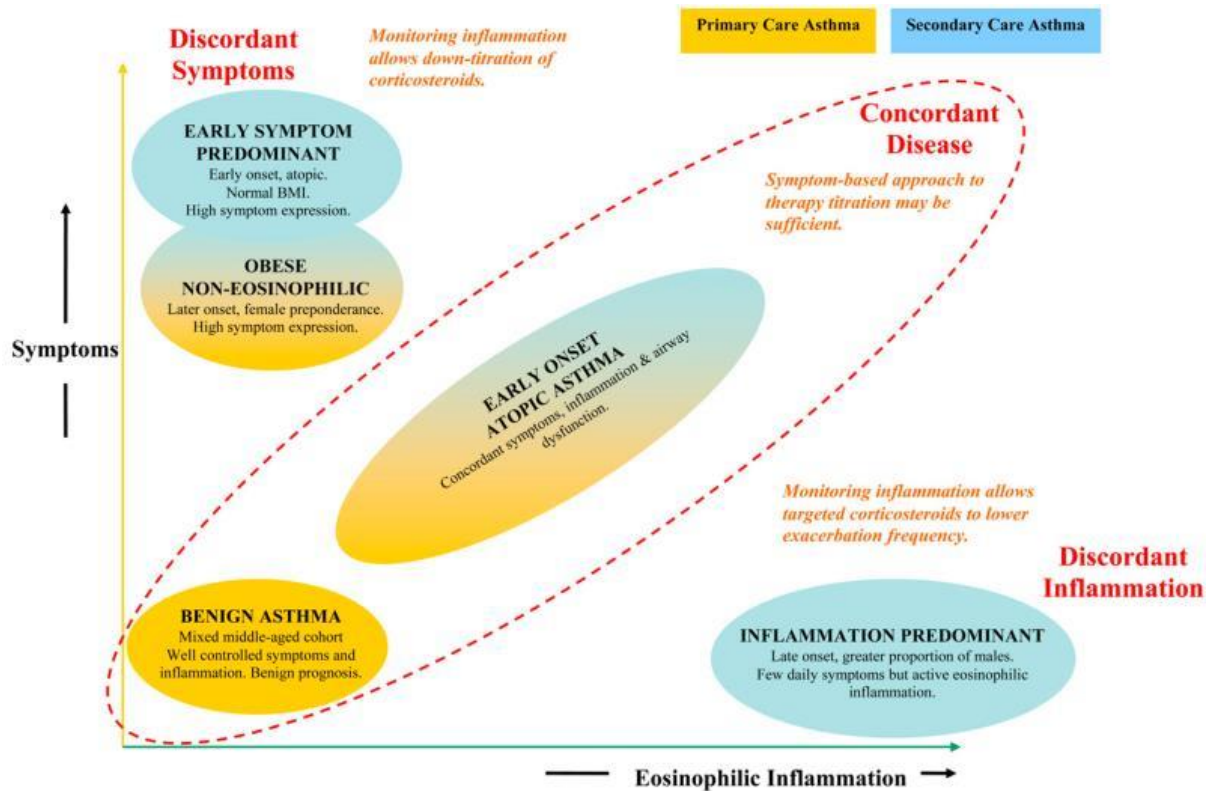 Primary Care Asthma
Secondary Care Asthma
Discordant
Symptoms
Monitoring inflammation
allows down-titration of
corticosteroids.
EARLY SYMPTOM
PREDOMINANT
Early onset, atopic.
Normal BMI.
High symptom expression.
OBESE
NON-EOSINOPHILIC
Later onset, female preponderance.
High symptom expression.
Concordant
Disease
Symptom-based approach to
therapy titration may be
sufficient.
Symptoms
EARLY ONSET
ATOPIC ASTHMA
Concordant symptoms, inflammation & airway
dysfunction.
Monitoring inflammation allows
targeted corticosteroids to lower
exacerbation frequency.
Discordant
Inflammation
BENIGN ASTHMA
Mixed middle-aged cohort
Well controlled symptoms and
inflammation. Benign prognosis.
INFLAMMATION PREDOMINANT
Late onset, greater proportion of males.
Few daily symptoms but active eosinophilic
inflammation.
Eosinophilic Inflammation